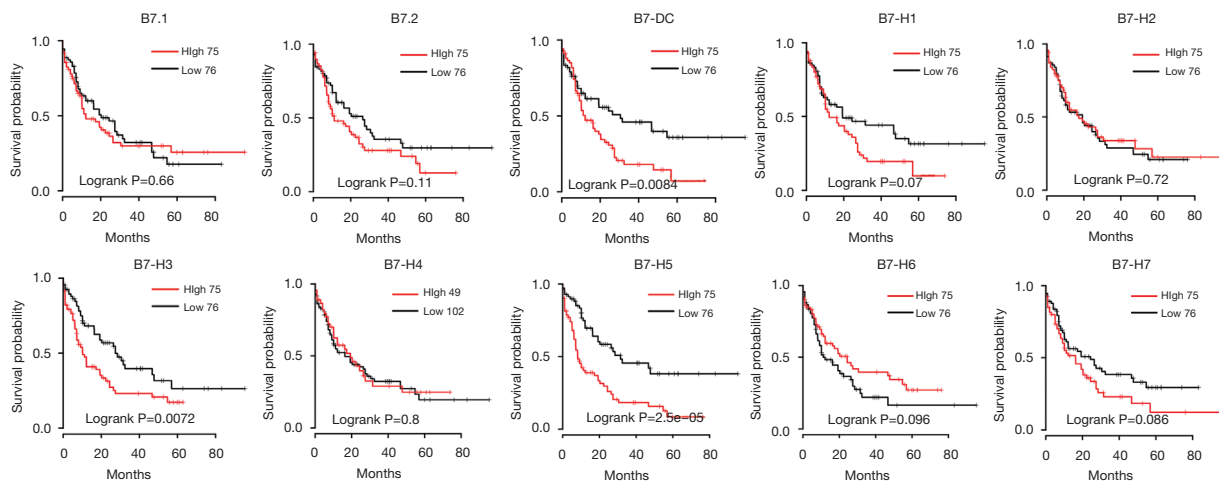 B7.1
Survival probability
1.0
0.5
0.0
HIgh 75
Low 76
Logrank P=0.66
0 20 40 60 80
Months
B7.2
Survival probability
1.0
0.5
0.0
HIgh 75
Low 76
Logrank P=0.11
0 20 40 60 80
Months
B7-DC
Survival probability
1.0
0.5
0.0
HIgh 75
Low 76
Logrank P=0.0084
0 20 40 60 80
Months
B7-H1
Survival probability
1.0
0.5
0.0
HIgh 75
Low 76
Logrank P=0.07
0 20 40 60 80
Months
B7-H2
Survival probability
1.0
0.5
0.0
HIgh 75
Low 76
Logrank P=0.72
0 20 40 60 80
Months
B7-H3
Survival probability
1.0
0.5
0.0
HIgh 75
Low 76
Logrank P=0.0072
0 20 40 60 80
Months
B7-H4
Survival probability
1.0
0.5
0.0
HIgh 49
Low 102
Logrank P=0.8
0 20 40 60 80
Months
B7-H5
Survival probability
1.0
0.5
0.0
HIgh 75
Low 76
Logrank P=2.5e-05
0 20 40 60 80
Months
B7-H6
Survival probability
1.0
0.5
0.0
HIgh 75
Low 76
Logrank P=0.096
0 20 40 60 80
Months
B7-H7
Survival probability
1.0
0.5
0.0
HIgh 75
Low 76
Logrank P=0.086
0 20 40 60 80
Months